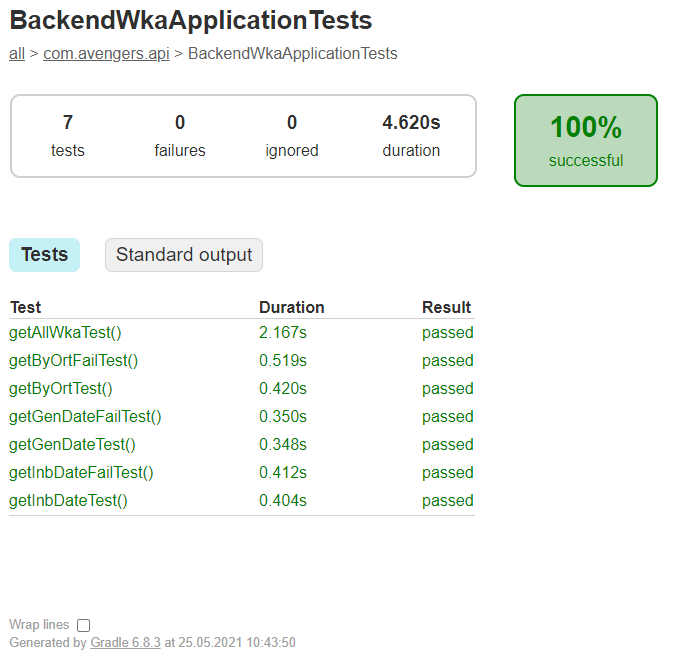 BackendWkaApplicationTests
all > com.avengers.api > BackendWkaApplicationTests
7 0 0 4.620s
tests failures ignored duration
100%
successful
Tests Standard output
Test Duration Result
getAllWkaTest() 2.167s passed
getByOrtFailTest() 0.519s passed
getByOrtTest() 0.420s passed
getGenDateFailTest() 0.350s passed
getGenDateTest() 0.348s passed
getInbDateFailTest() 0.412s passed
getInbDateTest() 0.404s passed
Wrap lines
Generated by Gradle 6.8.3 at 25.05.2021 10:43:50